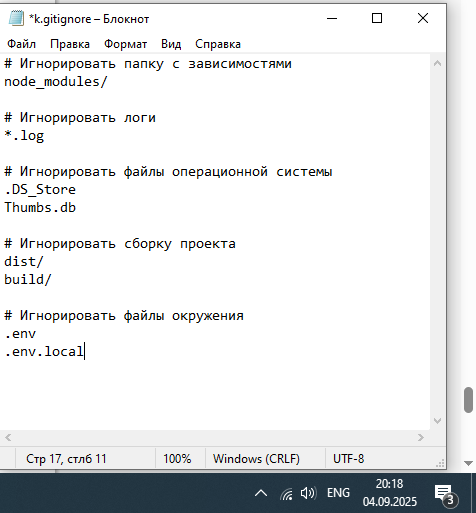 *k.gitignore – Блокнот
Файл Правка Формат Вид Справка
# Игнорировать папку с зависимостями
node_modules/
# Игнорировать логи
*.log
# Игнорировать файлы операционной системы
.DS_Store
Thumbs.db
# Игнорировать сборку проекта
dist/
build/
# Игнорировать файлы окружения
.env
.env.local
Стр 17, стлб 11 100% Windows (CRLF) UTF-8
ENG
20:18
04.09.2025
3